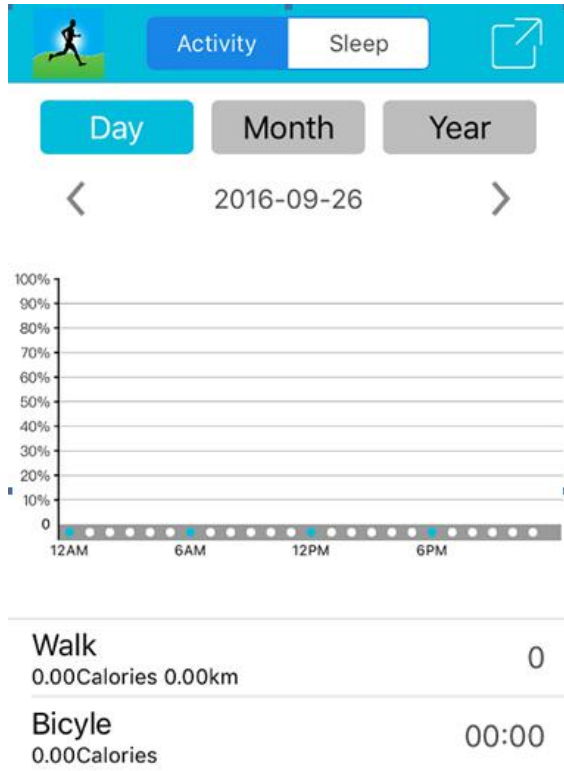 Activity Sleep
Day Month Year
2016-09-26
100%
90%
80%
70%
60%
50%
40%
30%
20%
10%
0
12AM 6AM 12PM 6PM
Walk
0.00Calories 0.00km
0
Bicyle
0.00Calories
00:00